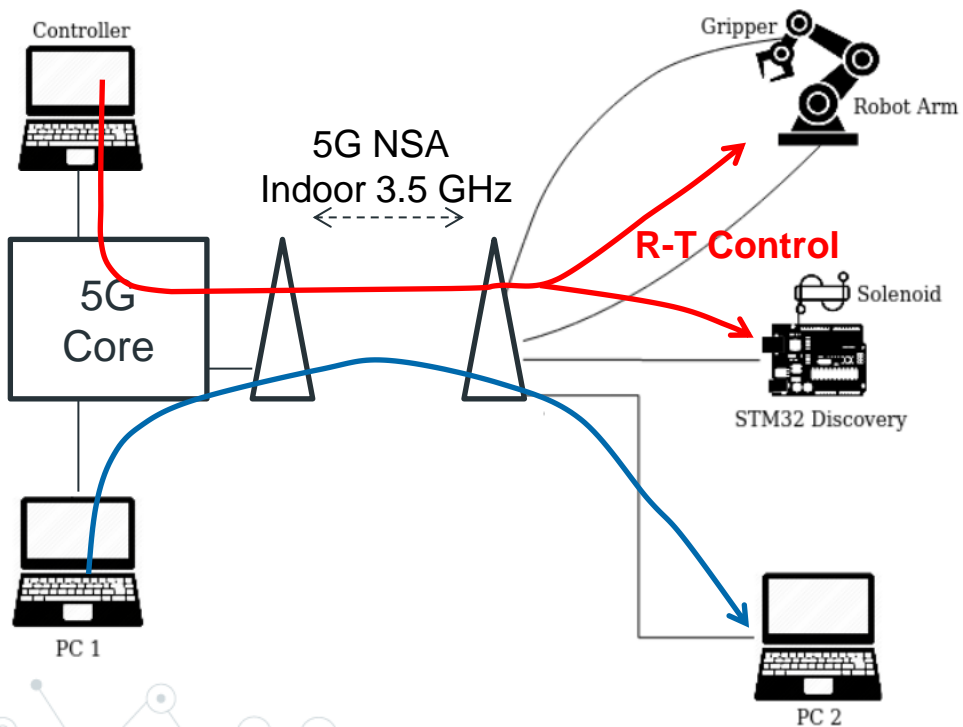 Controller
Gripper
Robot Arm
5G NSA
Indoor 3.5 GHz
R-T Control
5G
Core
Solenoid
STM32 Discovery
PC 1
PC 2